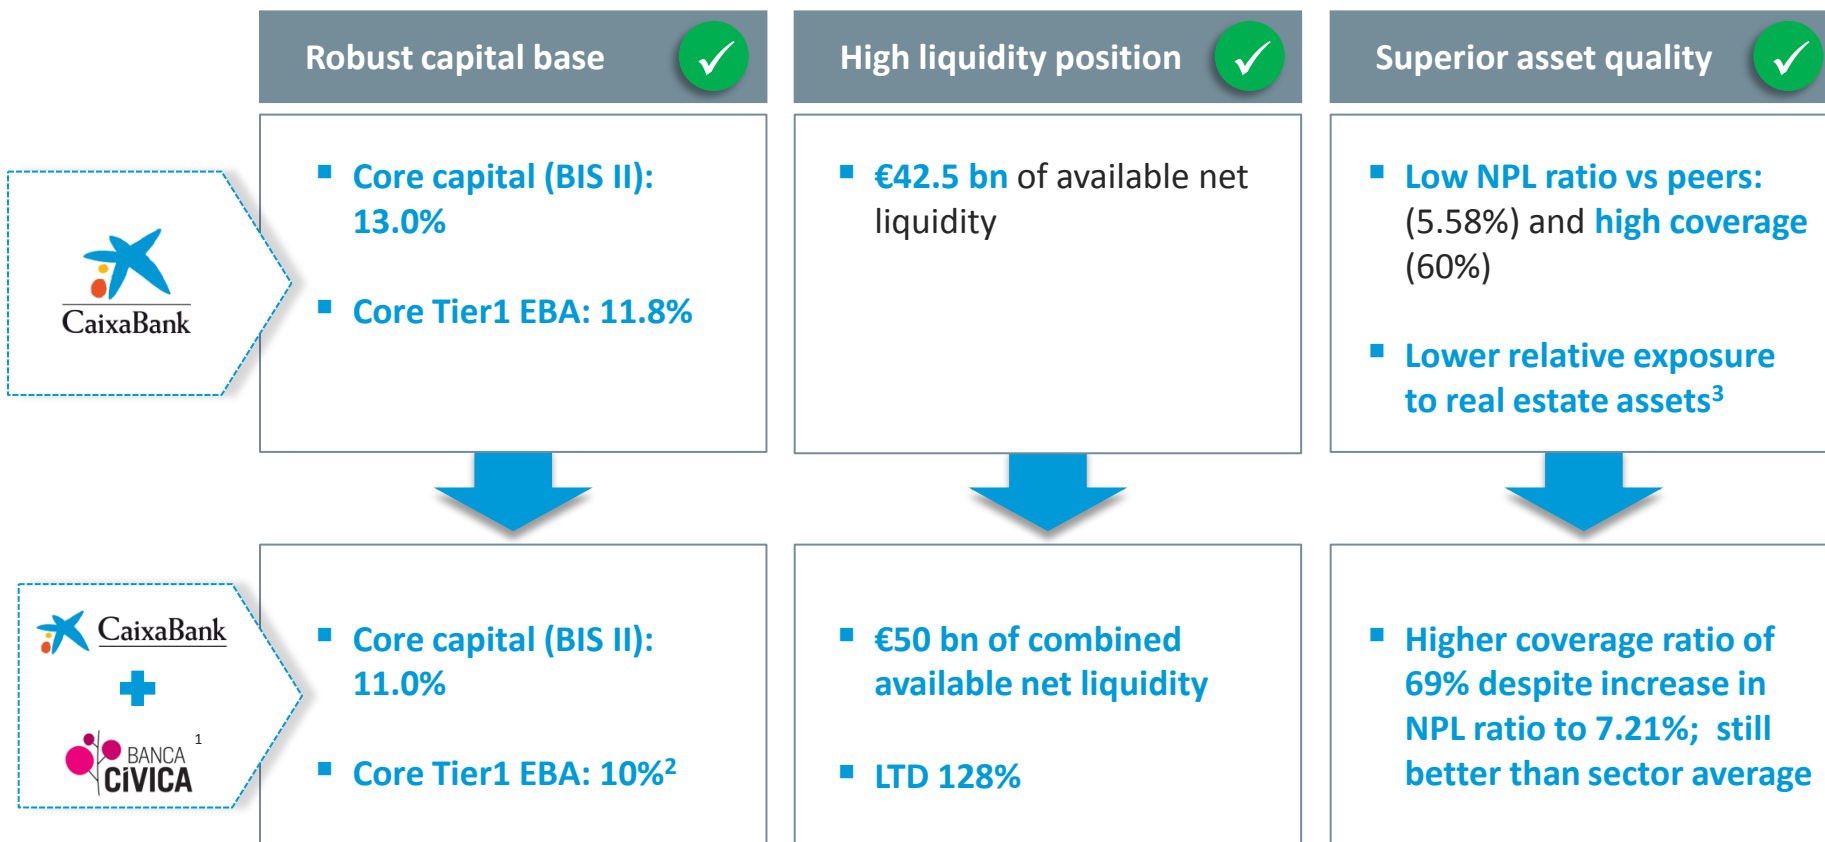 Robust capital base
High liquidity position
Superior asset quality
CaixaBank
▪ Core capital (BIS II):
13.0%
▪ Core Tier1 EBA: 11.8%
▪ €42.5 bn of available net
liquidity
▪ Low NPL ratio vs peers:
(5.58%) and high coverage
(60%)
▪ Lower relative exposure
to real estate assets³
CaixaBank
BANCA 1
CÍVICA
▪ Core capital (BIS II):
11.0%
▪ Core Tier1 EBA: 10%²
▪ €50 bn of combined
available net liquidity
▪ LTD 128%
▪ Higher coverage ratio of
69% despite increase in
NPL ratio to 7.21%; still
better than sector average